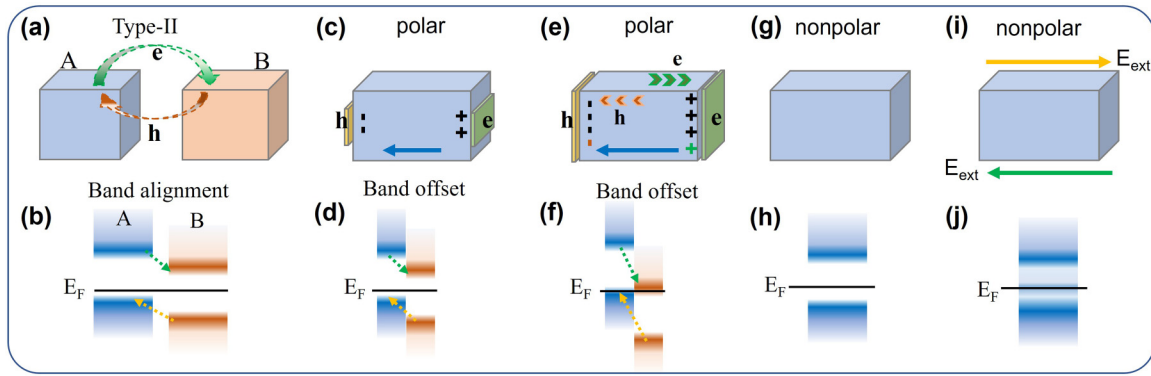 (a) Type-II
A e B
h
(c) polar
h e
(e) polar
e
h h e
(g) nonpolar
(i) nonpolar
E_ext
E_ext
Band alignment
(b) A B
E_F
Band offset
(d)
E_F
Band offset
(f)
E_F
(h)
E_F
(j)
E_F